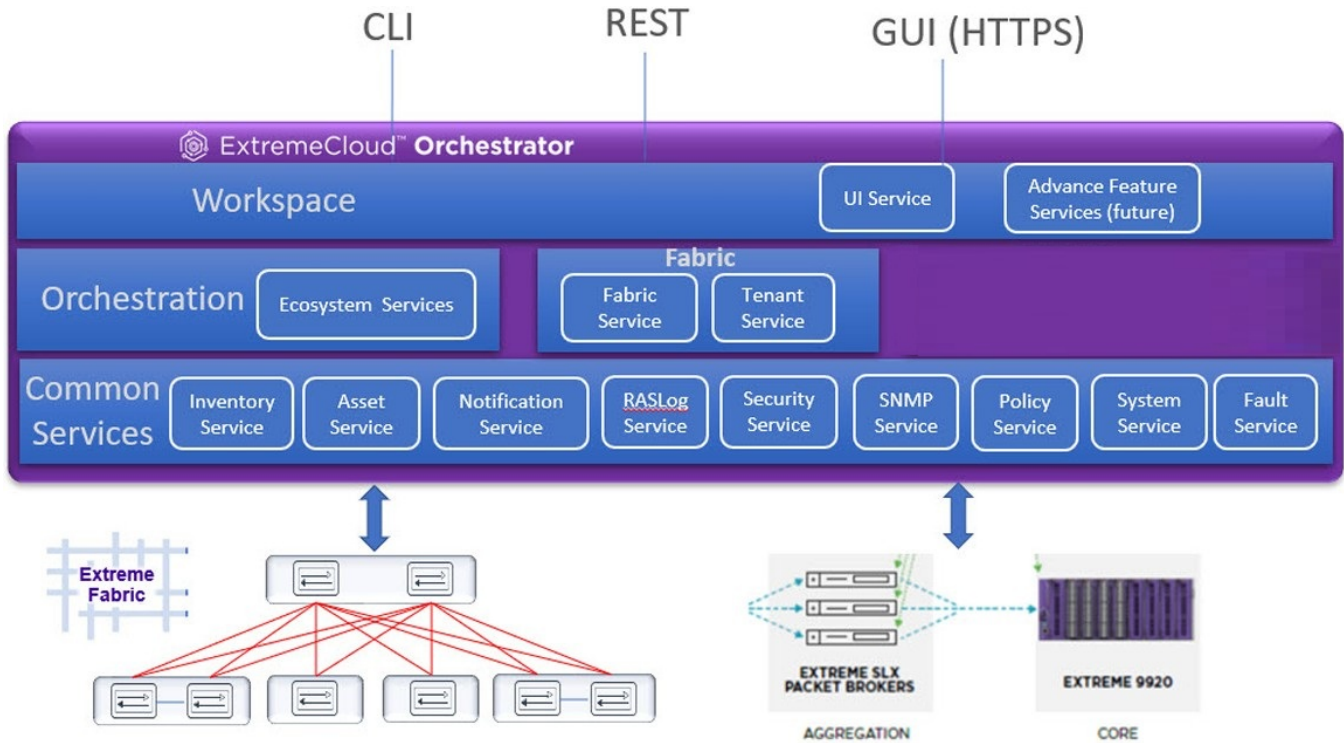 CLI
REST
GUI (HTTPS)
ExtremeCloud™ Orchestrator
Workspace
UI Service
Advance Feature
Services (future)
Orchestration
Ecosystem Services
Fabric
Fabric
Service
Tenant
Service
Common
Services
Inventory
Service
Asset
Service
Notification
Service
RASLog
Service
Security
Service
SNMP
Service
Policy
Service
System
Service
Fault
Service
Extreme
Fabric
EXTREME SLX
PACKET BROKERS
AGGREGATION
EXTREME 9920
CORE